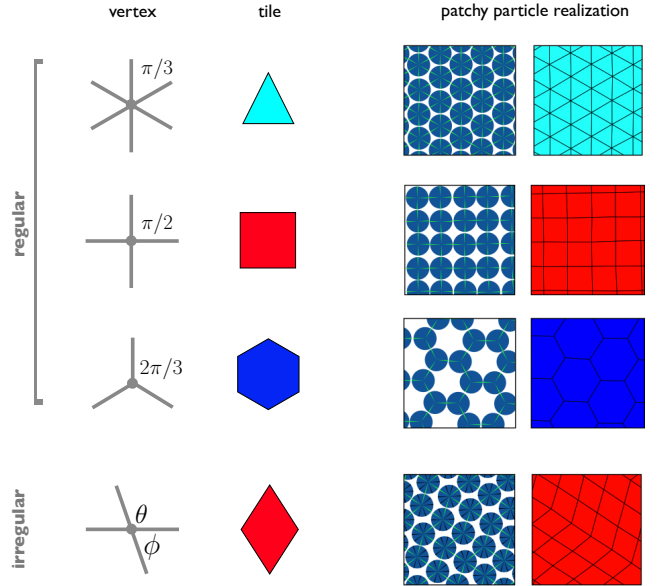 vertex tile patchy particle realization
π/3
regular
π/2
2π/3
irregular
θ
ϕ